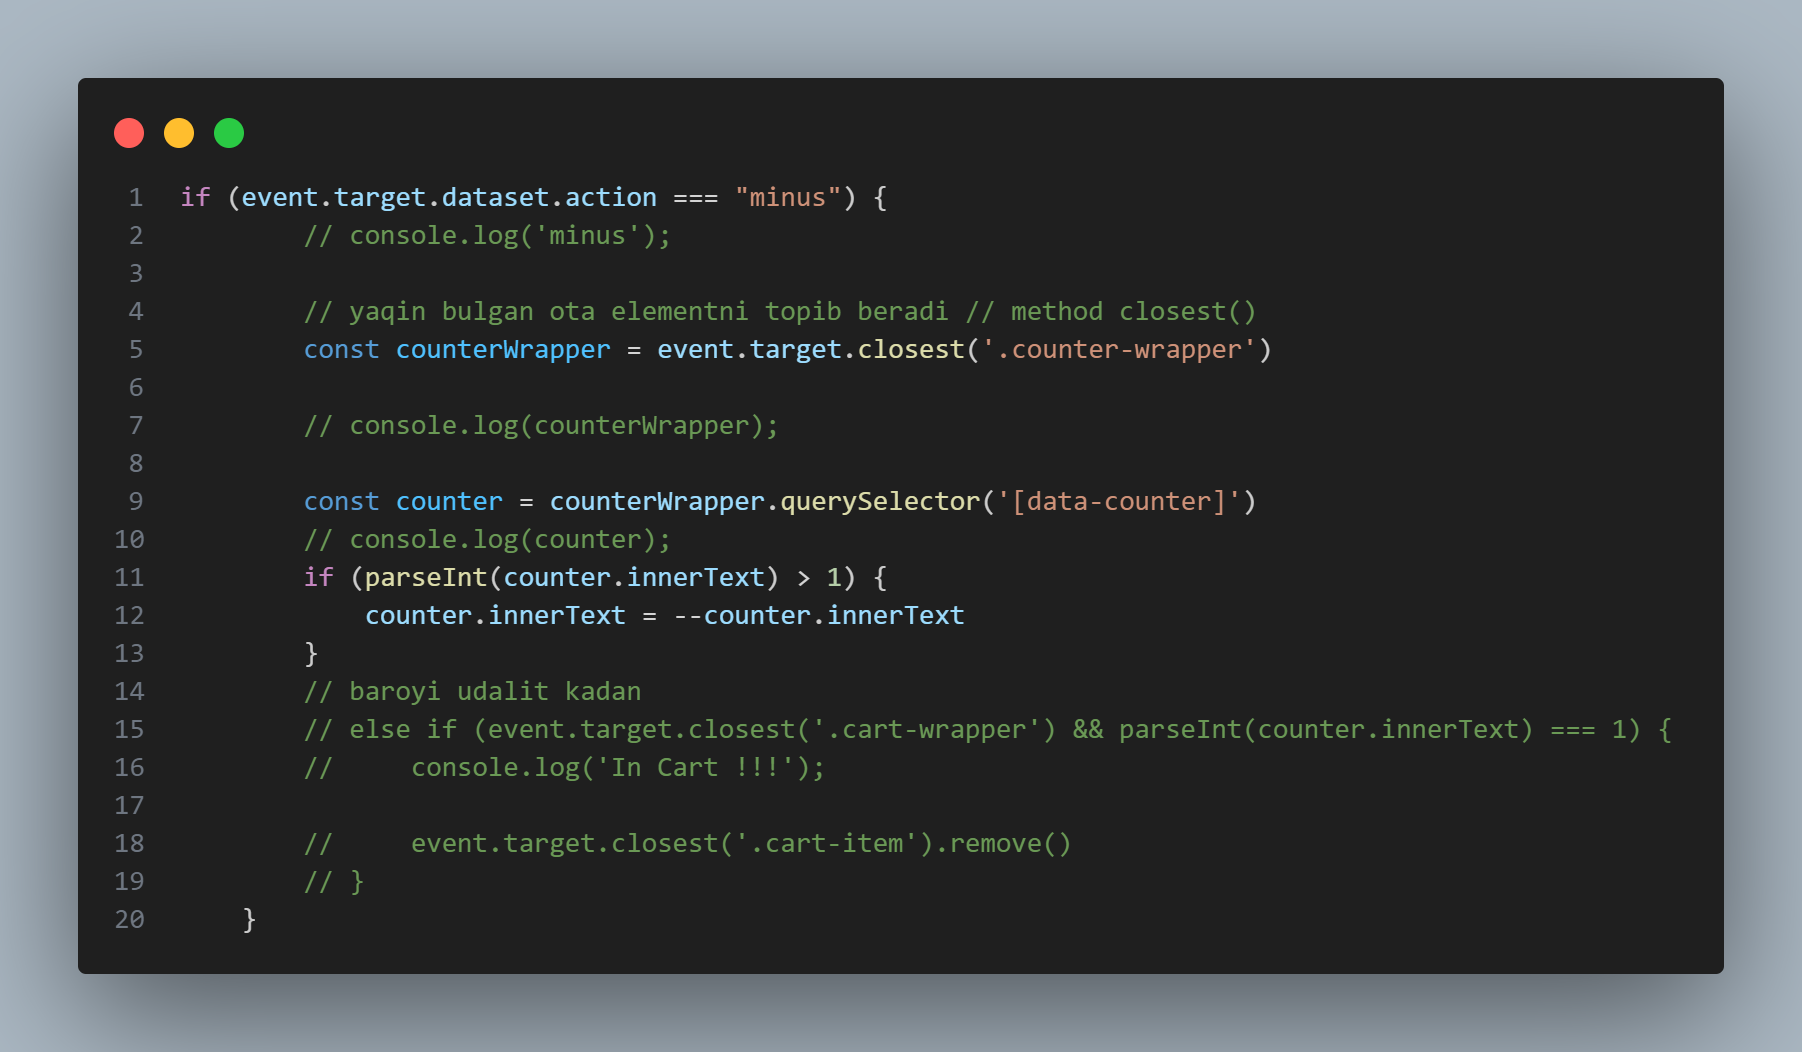 1 if (event.target.dataset.action === "minus") {
2 // console.log('minus');
3
4 // yaqin bulgan ota elementni topib beradi // method closest()
5 const counterWrapper = event.target.closest('.counter-wrapper')
6
7 // console.log(counterWrapper);
8
9 const counter = counterWrapper.querySelector('[data-counter]')
10 // console.log(counter);
11 if (parseInt(counter.innerText) > 1) {
12 counter.innerText = --counter.innerText
13 }
14 // baroyi udalit kadan
15 // else if (event.target.closest('.cart-wrapper') && parseInt(counter.innerText) === 1) {
16 //     console.log('In Cart !!!');
17
18 //     event.target.closest('.cart-item').remove()
19 // }
20 }